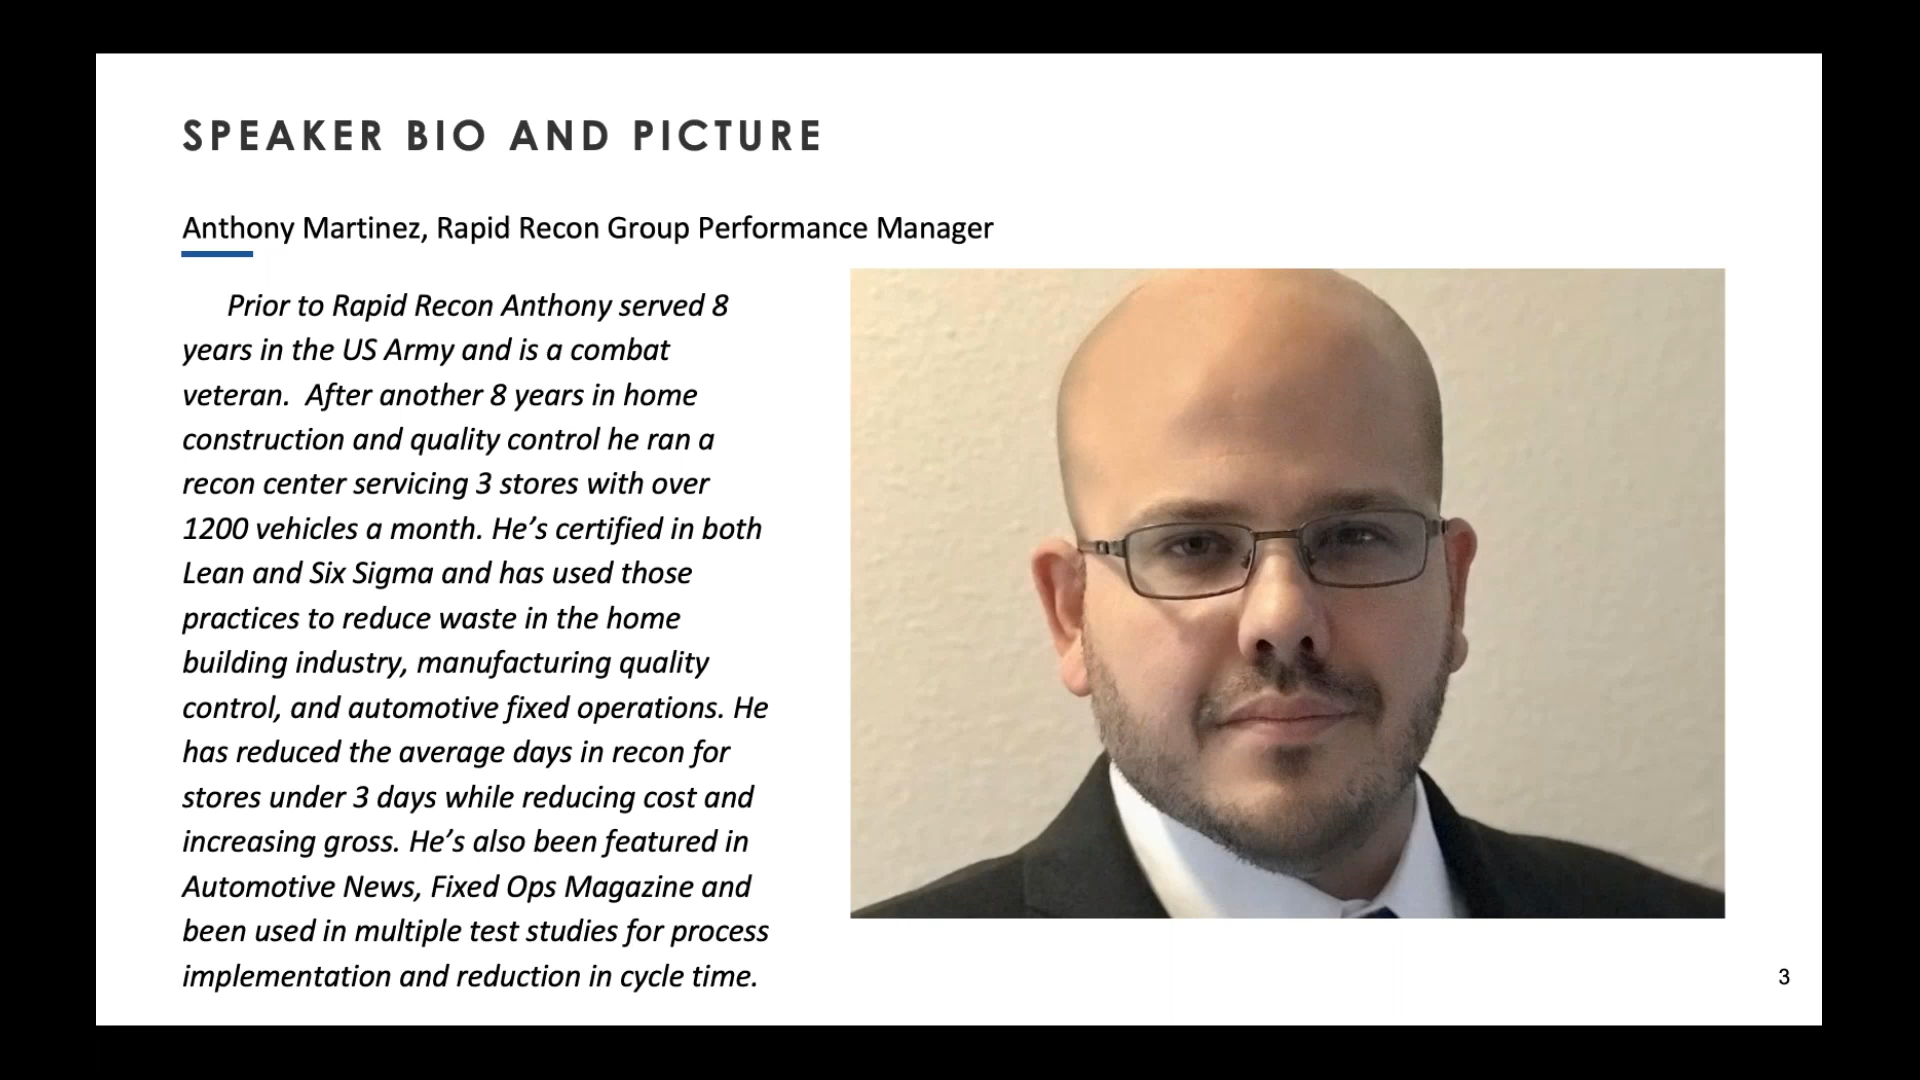 SPEAKER BIO AND PICTURE
Anthony Martinez, Rapid Recon Group Performance Manager
Prior to Rapid Recon Anthony served 8
years in the US Army and is a combat
veteran.  After another 8 years in home
construction and quality control he ran a
recon center servicing 3 stores with over
1200 vehicles a month. He’s certified in both
Lean and Six Sigma and has used those
practices to reduce waste in the home
building industry, manufacturing quality
control, and automotive fixed operations. He
has reduced the average days in recon for
stores under 3 days while reducing cost and
increasing gross. He’s also been featured in
Automotive News, Fixed Ops Magazine and
been used in multiple test studies for process
implementation and reduction in cycle time.
3